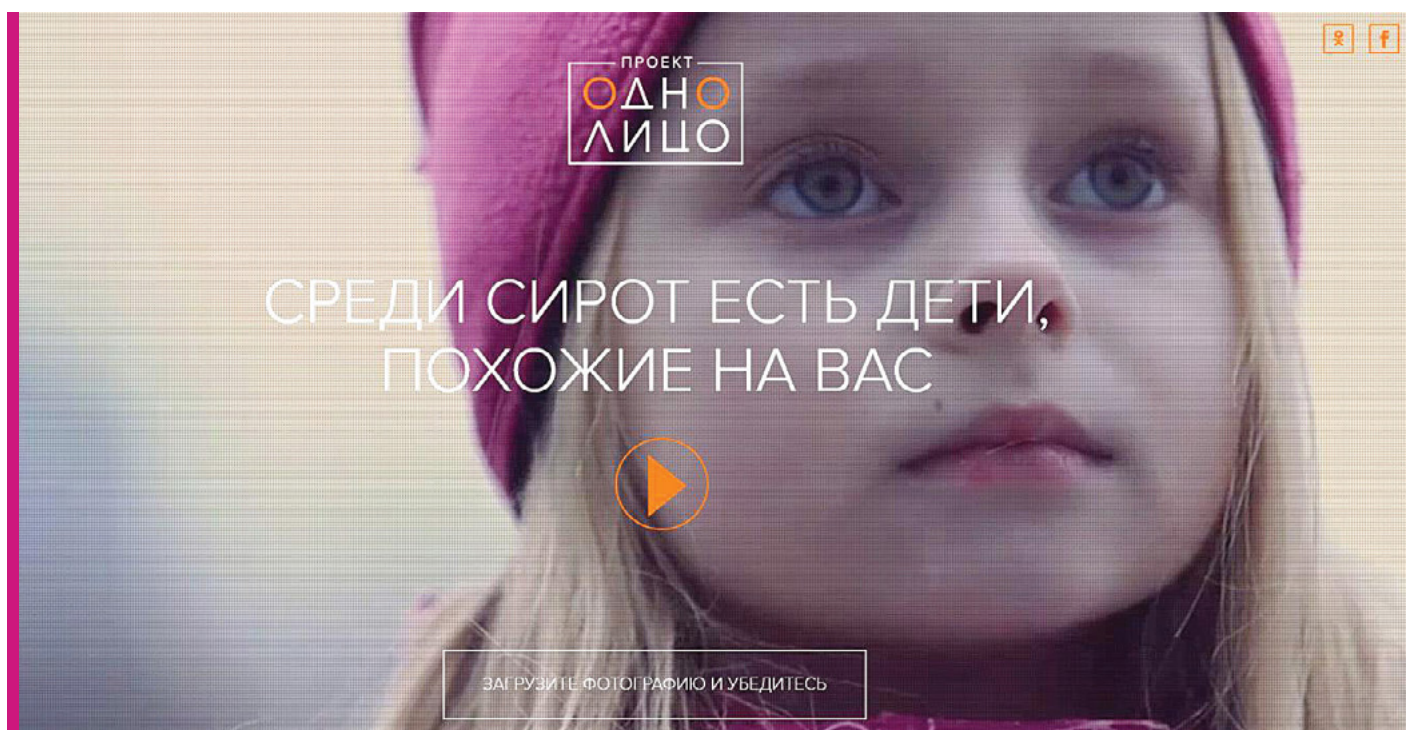 ПРОЕКТ
ОДНО
ЛИЦО
СРЕДИ СИРОТ ЕСТЬ ДЕТИ,
ПОХОЖИЕ НА ВАС
ЗАГРУЗИТЕ ФОТОГРАФИЮ И УБЕДИТЕСЬ